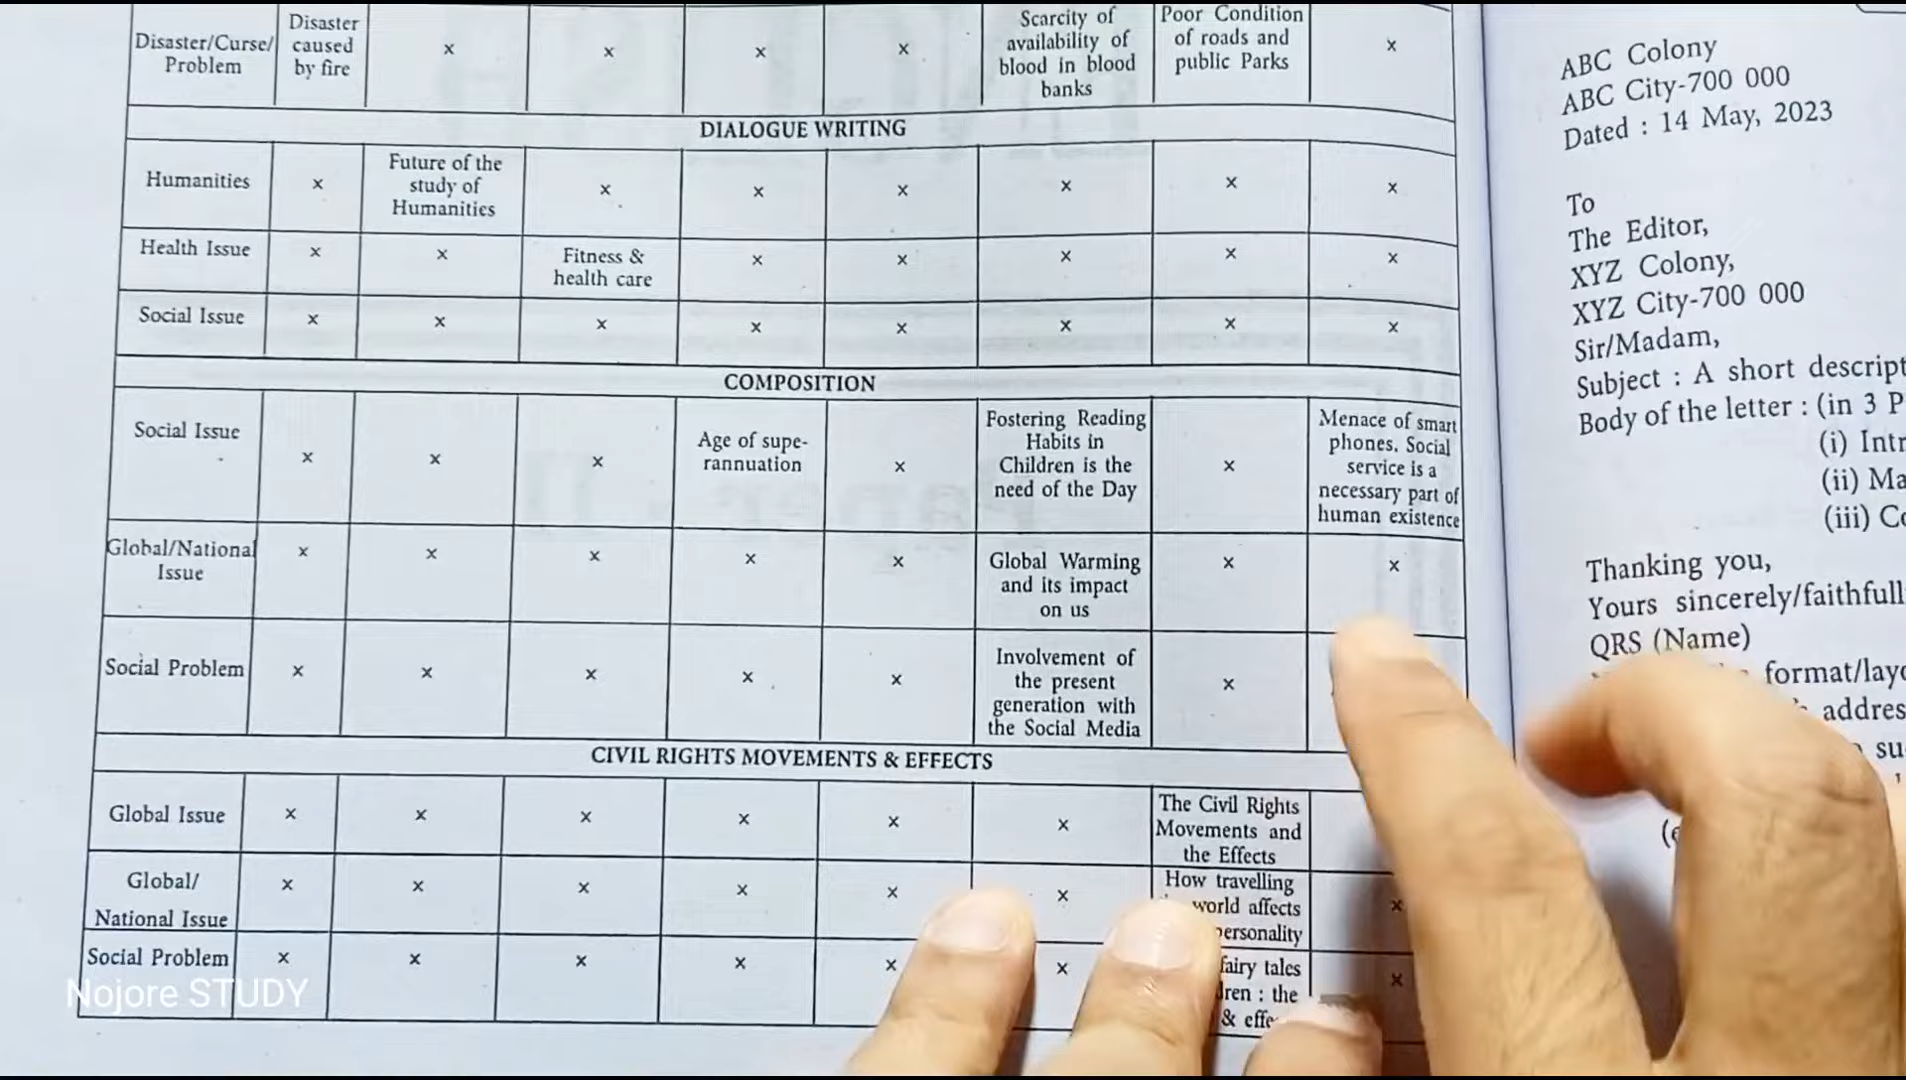 Disaster/Curse/
Problem
Disaster
caused
by fire
x
x
x
x
Scarcity of
availability of
blood in blood
banks
Poor Condition
of roads and
public Parks
x
DIALOGUE WRITING
Humanities
x
Future of the
study of
Humanities
x
x
x
x
x
x
Health Issue
x
x
Fitness &
health care
x
x
x
x
x
Social Issue
x
x
x
x
x
x
x
x
COMPOSITION
Social Issue
x
x
x
Age of supe-
rannuation
x
Fostering Reading
Habits in
Children is the
need of the Day
x
Menace of smart
phones. Social
service is a
necessary part of
human existence
Global/National
Issue
x
x
x
x
x
Global Warming
and its impact
on us
x
x
Social Problem
x
x
x
x
x
Involvement of
the present
generation with
the Social Media
x
CIVIL RIGHTS MOVEMENTS & EFFECTS
Global Issue
x
x
x
x
x
x
The Civil Rights
Movements and
the Effects
Global/
National Issue
x
x
x
x
x
x
How travelling
world affects
x
Social Problem
x
x
x
x
x
x
fairy tales
: the
&
x
ABC Colony
ABC City-700 000
Dated : 14 May, 2023
To
The Editor,
XYZ Colony,
XYZ City-700 000
Sir/Madam,
Subject : A short
Body of the letter : (in 3
(i)
(ii)
(iii)
Thanking you,
Yours sincerely/
QRS (Name)
Nojore STUDY